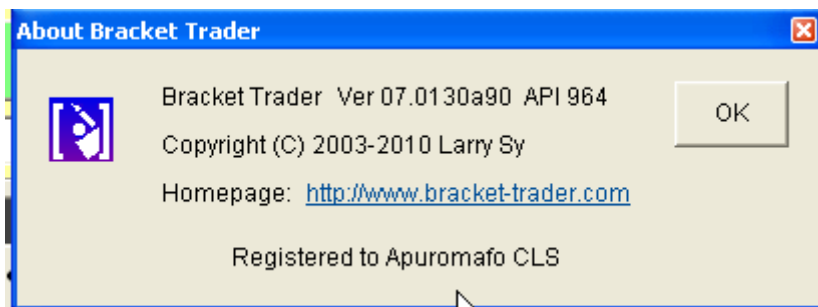 About Bracket Trader
Bracket Trader Ver 07.0130a90 API 964
OK
Copyright (C) 2003-2010 Larry Sy
Homepage: http://www.bracket-trader.com
Registered to Apuromafo CLS